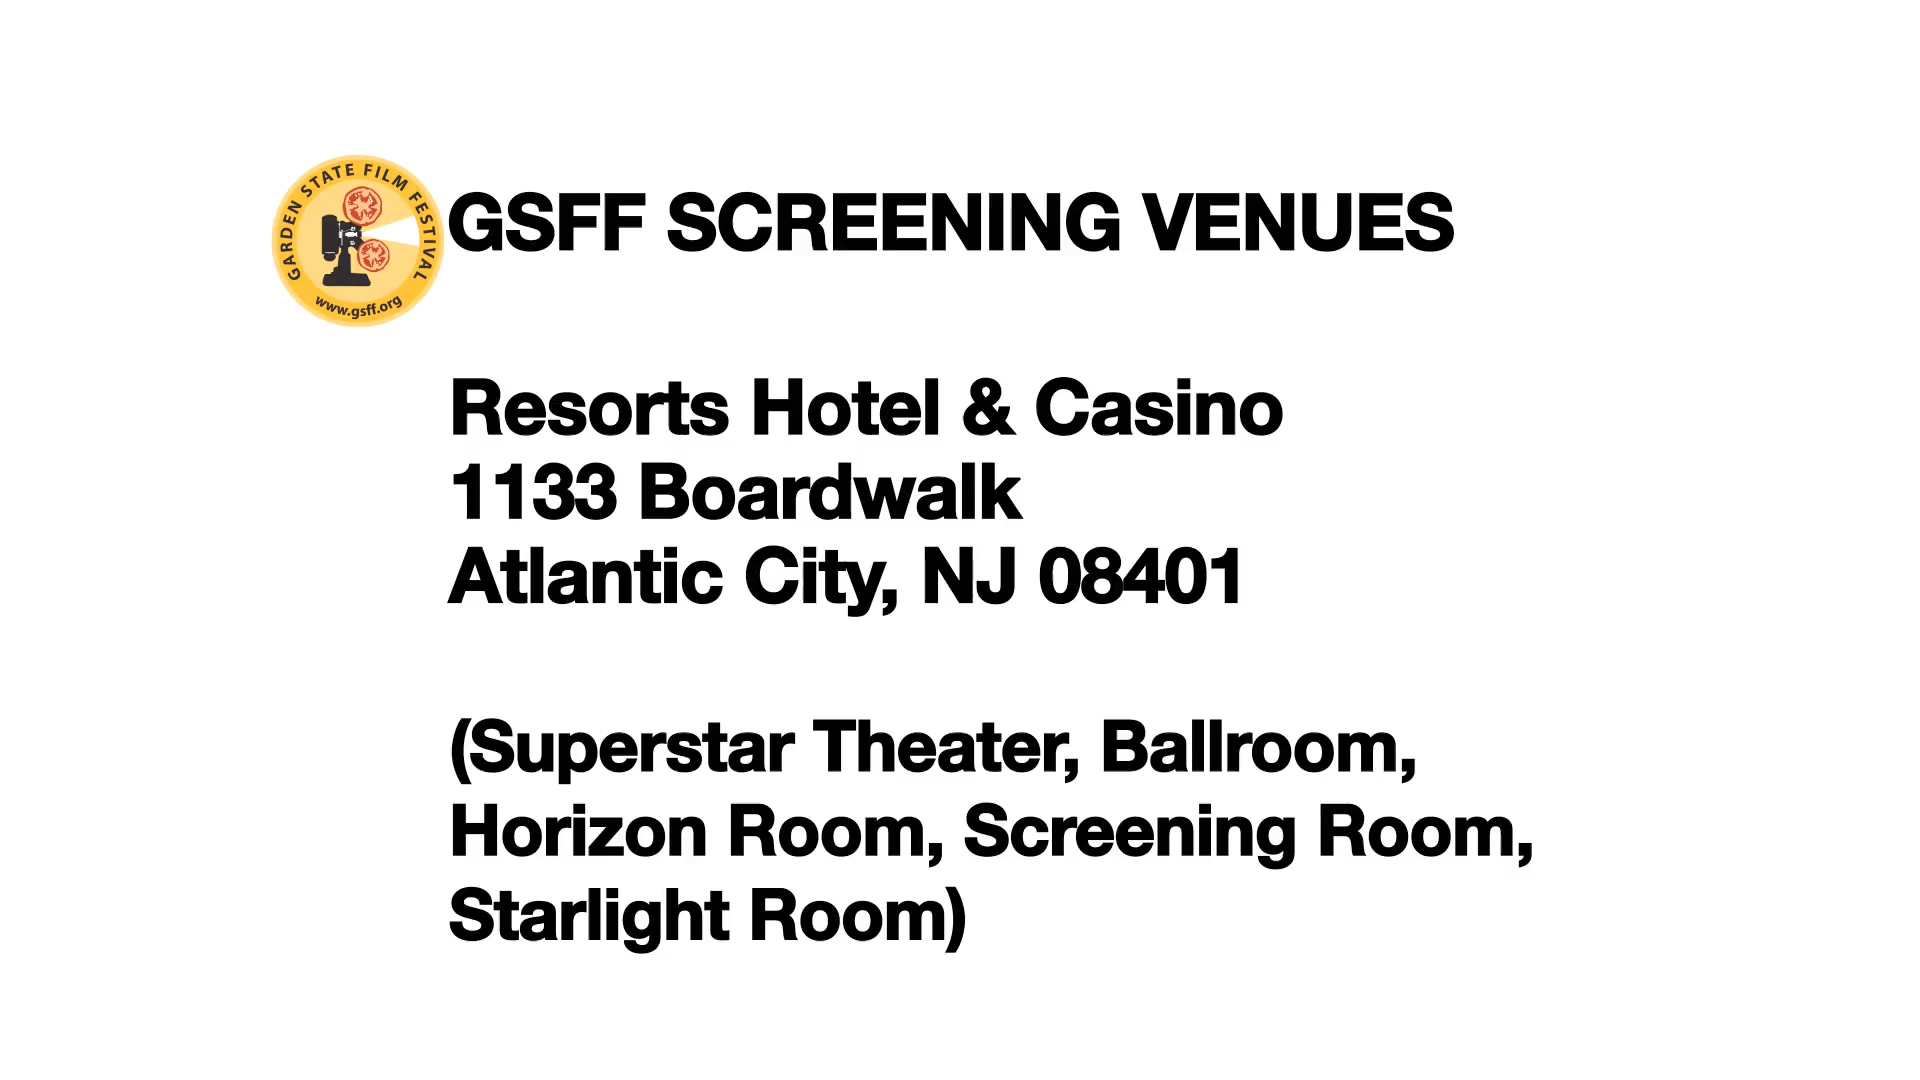 GARDEN STATE FILM FESTIVAL
www.gsff.org
GSFF SCREENING VENUES
Resorts Hotel & Casino
1133 Boardwalk
Atlantic City, NJ 08401
(Superstar Theater, Ballroom,
Horizon Room, Screening Room,
Starlight Room)